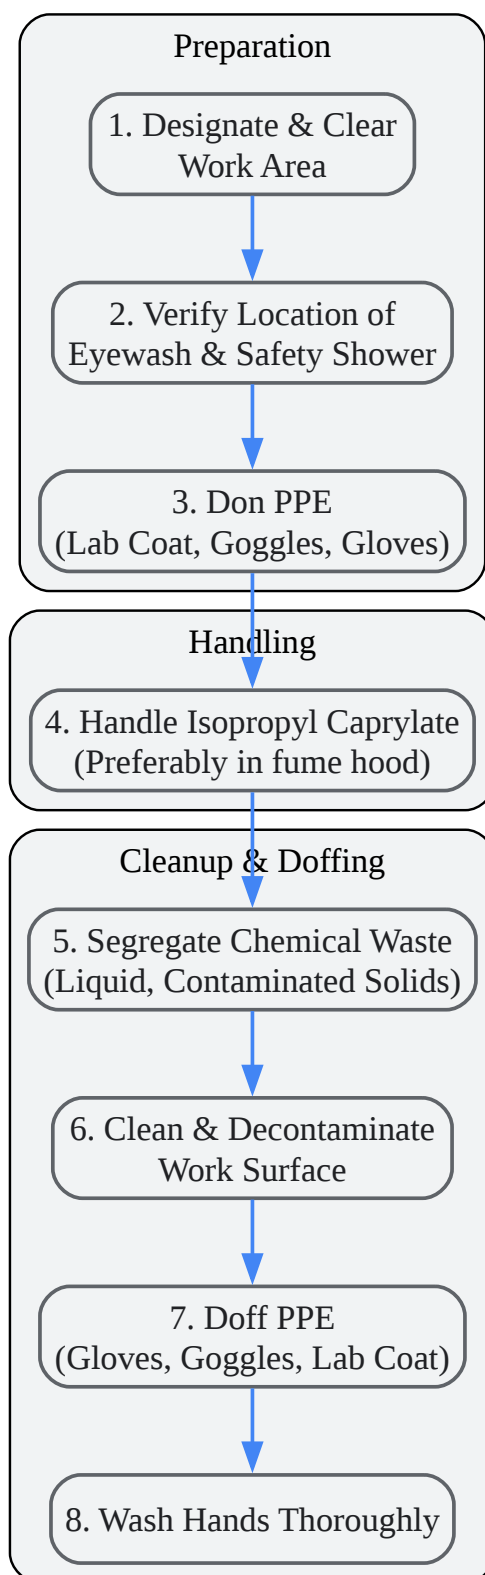 Preparation
1. Designate & Clear
Work Area
2. Verify Location of
Eyewash & Safety Shower
3. Don PPE
(Lab Coat, Goggles, Gloves)
Handling
4. Handle Isopropyl Caprylate
(Preferably in fume hood)
Cleanup & Doffing
5. Segregate Chemical Waste
(Liquid, Contaminated Solids)
6. Clean & Decontaminate
Work Surface
7. Doff PPE
(Gloves, Goggles, Lab Coat)
8. Wash Hands Thoroughly